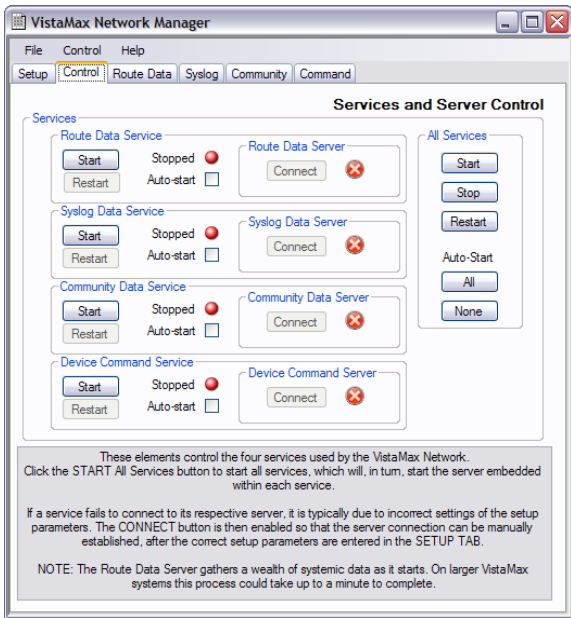 VistaMax Network Manager
File Control Help
Setup Control Route Data Syslog Community Command
Services and Server Control
Services
Route Data Service
Start Stopped
Restart Auto-start
Route Data Server
Connect
Syslog Data Service
Start Stopped
Restart Auto-start
Syslog Data Server
Connect
Community Data Service
Start Stopped
Restart Auto-start
Community Data Server
Connect
Device Command Service
Start Stopped
Restart Auto-start
Device Command Server
Connect
All Services
Start
Stop
Restart
Auto-Start
All
None
These elements control the four services used by the VistaMax Network.
Click the START All Services button to start all services, which will, in turn, start the server embedded
within each service.
If a service fails to connect to its respective server, it is typically due to incorrect settings of the setup
parameters. The CONNECT button is then enabled so that the server connection can be manually
established, after the correct setup parameters are entered in the SETUP TAB.
NOTE: The Route Data Server gathers a wealth of systemic data as it starts. On larger VistaMax
systems this process could take up to a minute to complete.